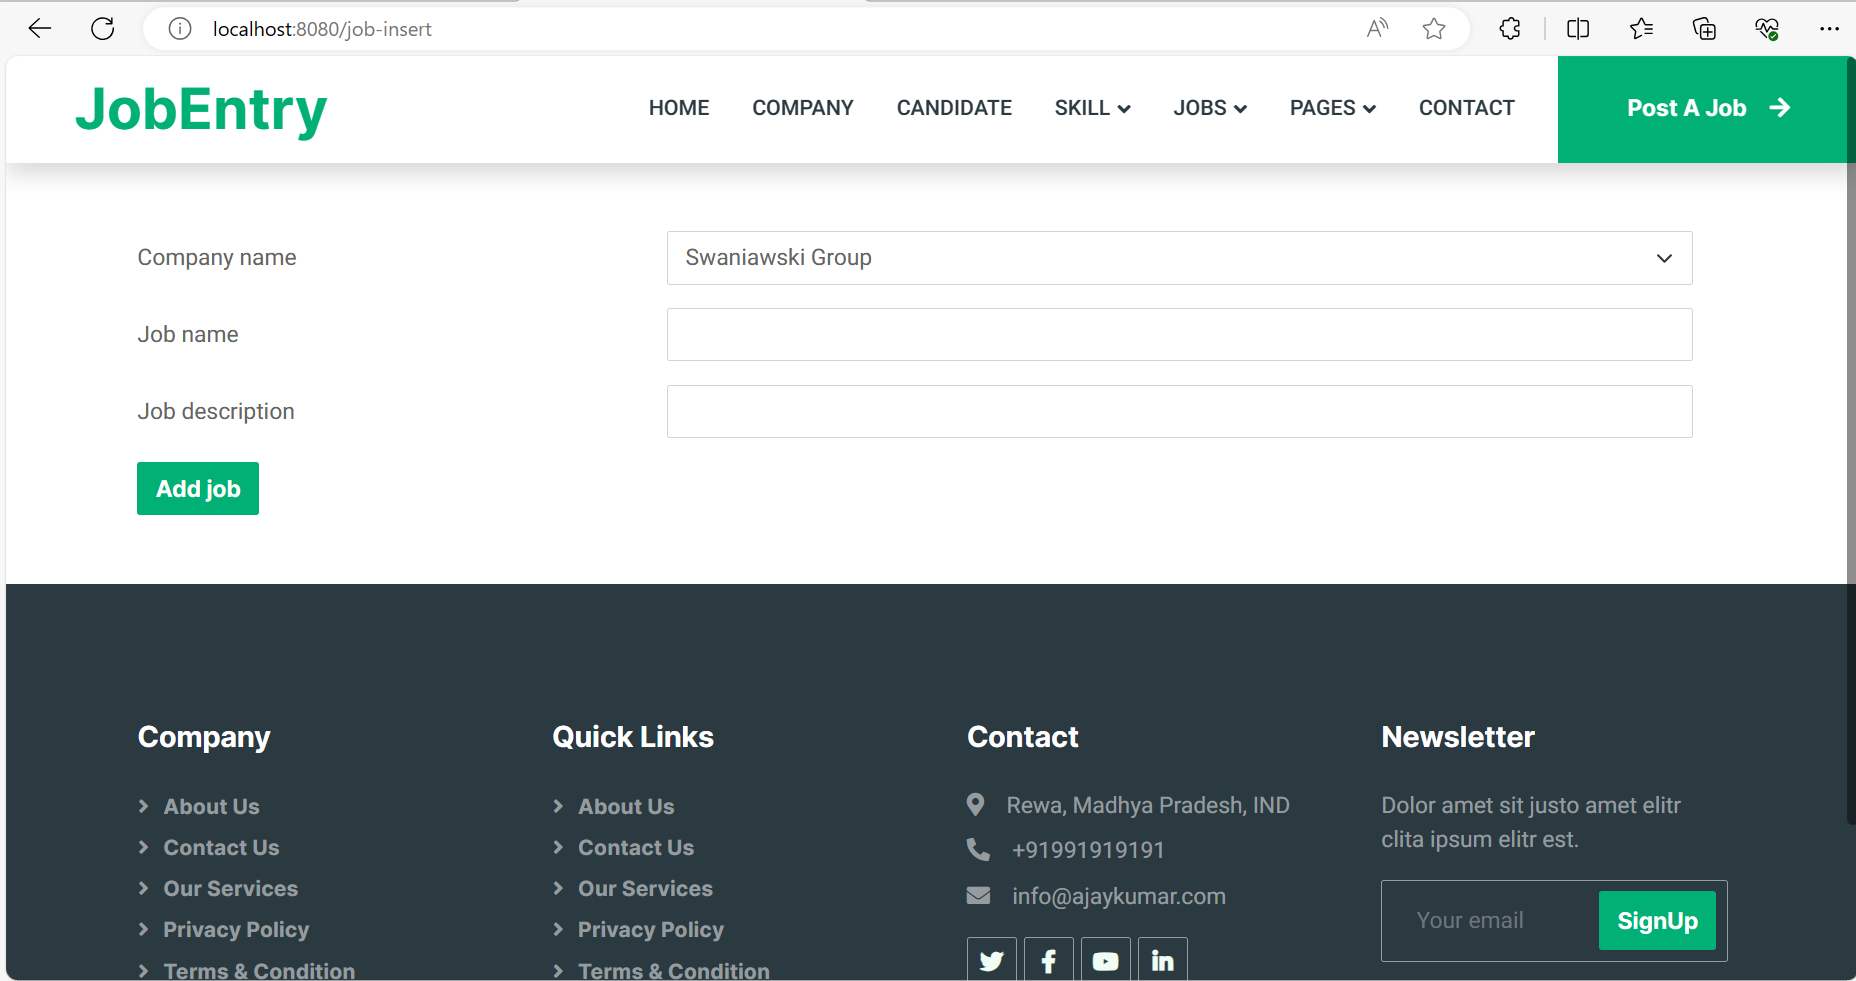 localhost:8080/job-insert
JobEntry
HOME COMPANY CANDIDATE SKILL JOBS PAGES CONTACT Post A Job
Company name
Swaniawski Group
Job name
Job description
Add job
Company
About Us
Contact Us
Our Services
Privacy Policy
Terms & Condition
Quick Links
About Us
Contact Us
Our Services
Privacy Policy
Terms & Condition
Contact
Rewa, Madhya Pradesh, IND
+91991919191
info@ajaykumar.com
Newsletter
Dolor amet sit justo amet elitr
clita ipsum elitr est.
Your email
SignUp